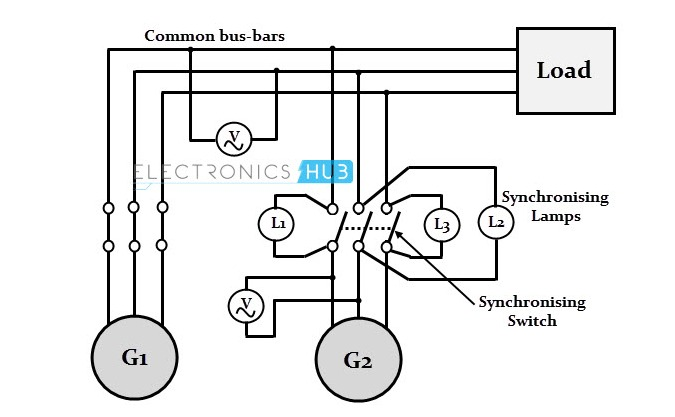 Common bus-bars
Load
V
ELECTRONICS HUB
L1
L3
L2
Synchronising
Lamps
V
Synchronising
Switch
G1
G2